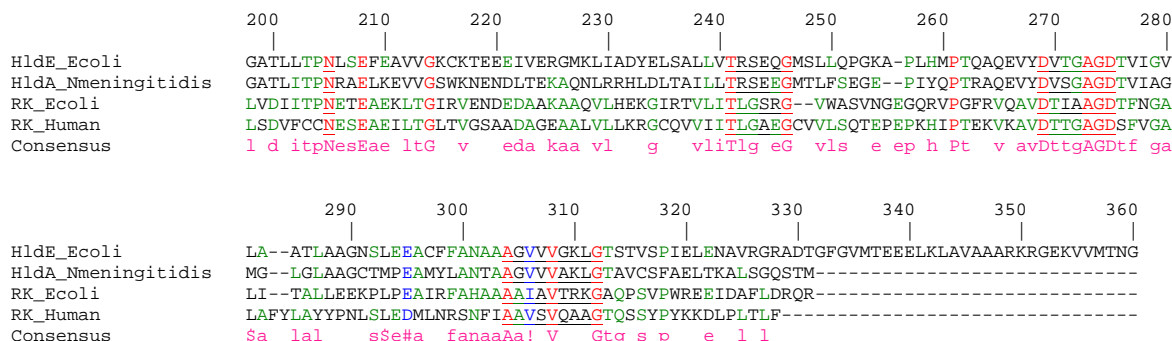 200 210 220 230 240 250 260 270 280
| | | | | | | | |
HldE_Ecoli GATLLTPNLSEFEAVVGKCKTEEEIVERGMKLIADYELSALLVTRSEQGMSLLQPGKA-PLHMPTQAQEVYDVTGAGDTVIGV
HldA_Nmeningitidis GATLITPNRAELKEVVGSWKNENDLTEKAQNLRRHLDLTAILLTRSEEGMTLFSEGE--PIYQPTRAQEVYDVSGAGDTVIAG
RK_Ecoli LVDIITPNETEAEKLTGIRVENDEDAAKAAQVLHEKGIRTVLITLGSRG--VWASVNGEGQRVPGFRVQAVDTIAAGDTFNGA
RK_Human LSDVFCCNESEAEILTGLTVGSAADAGEAALVLLKRGCQVVIITLGAEGCVVLSQTEPEPKHIPTEKVKAVDTTGAGDSFVGA
Consensus l d itpNesEae ltG v eda kaa vl g vliTlg eG vls e ep h Pt v avDttgAGDtf ga
290 300 310 320 330 340 350 360
| | | | | | | |
HldE_Ecoli LA--ATLAAGNSLEEACFFANAAAGVVVGKLGTSTVSPIELENAVRGRADTGFGVMTEEELKLAVAAARKRGEKVVMTNG
HldA_Nmeningitidis MG--LGLAAGCTMPEAMYLANTAAGVVVAKLGTAVCSFAELTKALSGQSTM-----------------------------
RK_Ecoli LI--TALLEEKPLPEAIRFAHAAAAIAVTRKGAQPSVPWREEIDAFLDRQR-----------------------------
RK_Human LAFYLAYYPNLSLEDMLNRSNFIAAVSVQAAGTQSSYPYKKDLPLTLF--------------------------------
Consensus $a lal s$e#a fanaaAa! V Gtq s p e l l